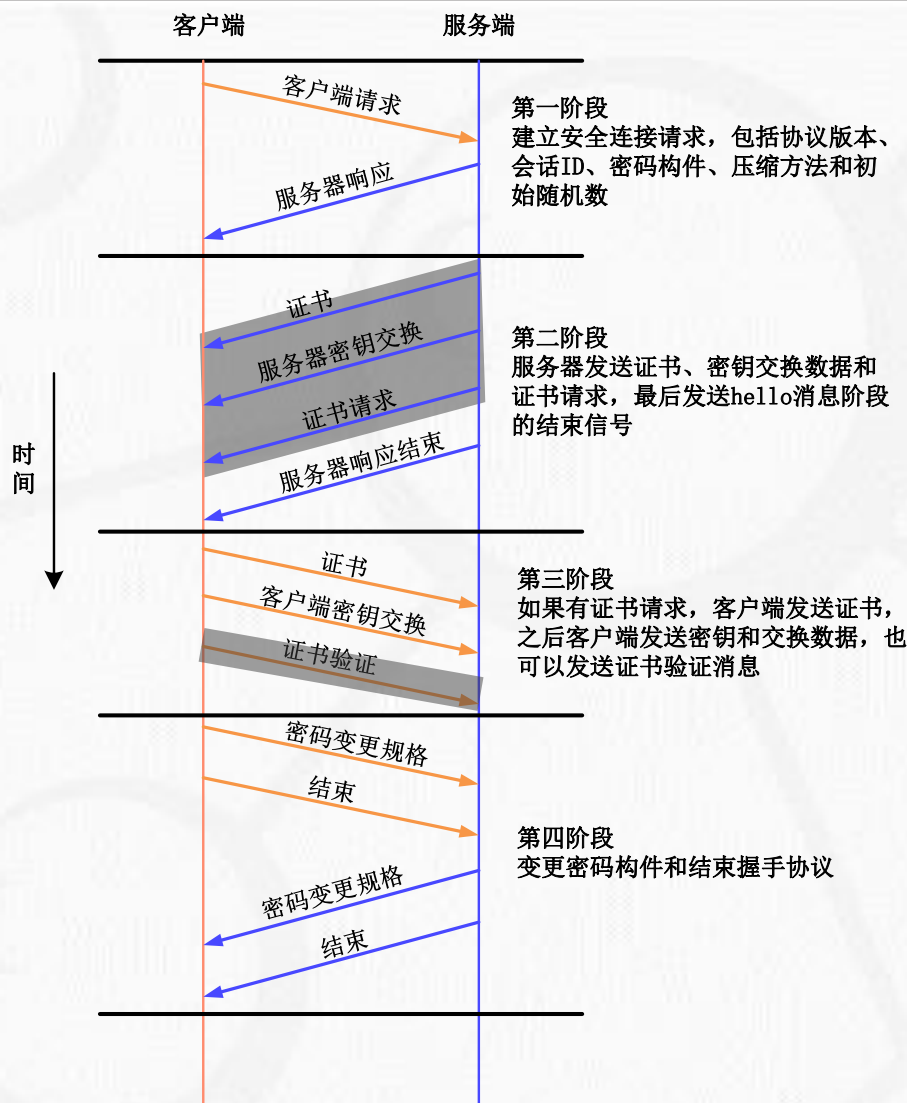 客户端
服务端
客户端请求
服务器响应
第一阶段
建立安全连接请求，包括协议版本、
会话ID、密码构件、压缩方法和初
始随机数
证书
服务器密钥交换
证书请求
服务器响应结束
第二阶段
服务器发送证书、密钥交换数据和
证书请求，最后发送hello消息阶段
的结束信号
时
间
证书
客户端密钥交换
证书验证
第三阶段
如果有证书请求，客户端发送证书，
之后客户端发送密钥和交换数据，也
可以发送证书验证消息
密码变更规格
结束
密码变更规格
结束
第四阶段
变更密码构件和结束握手协议